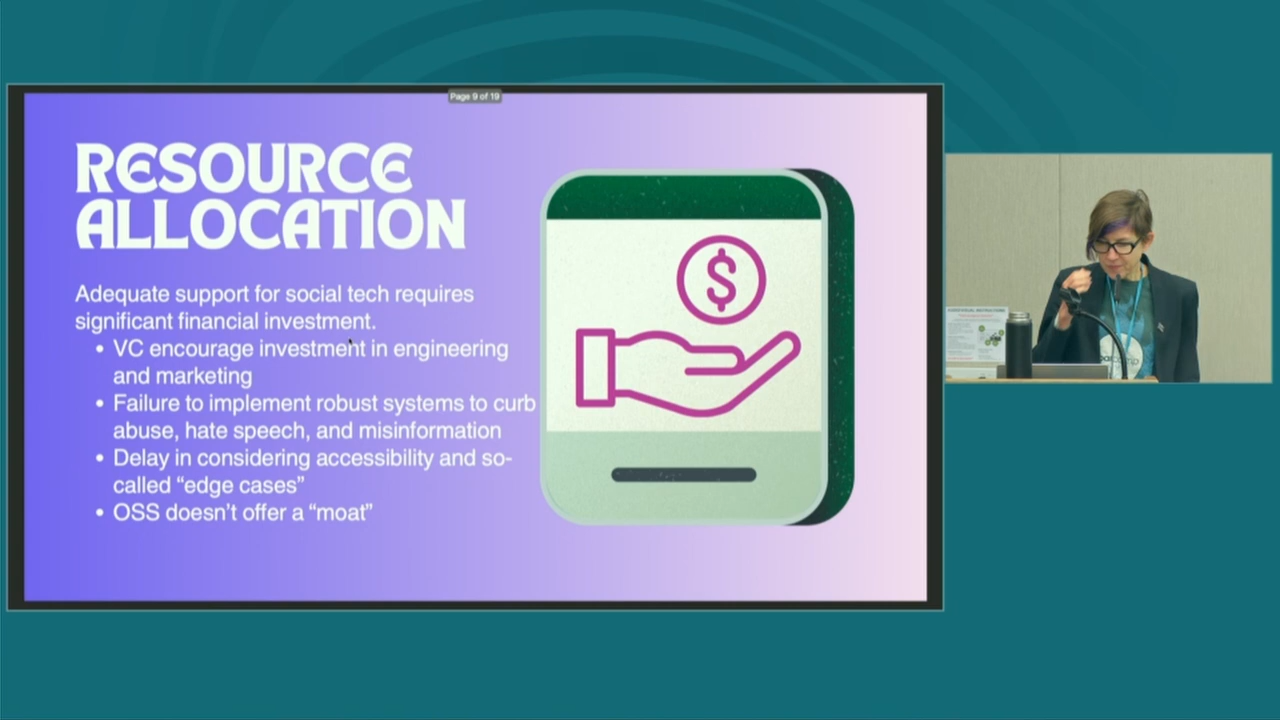 Page 9 of 19
RESOURCE
ALLOCATION
Adequate support for social tech requires
significant financial investment.
• VC encourage investment in engineering
and marketing
• Failure to implement robust systems to curb
abuse, hate speech, and misinformation
• Delay in considering accessibility and so-
called “edge cases”
• OSS doesn’t offer a “moat”
$